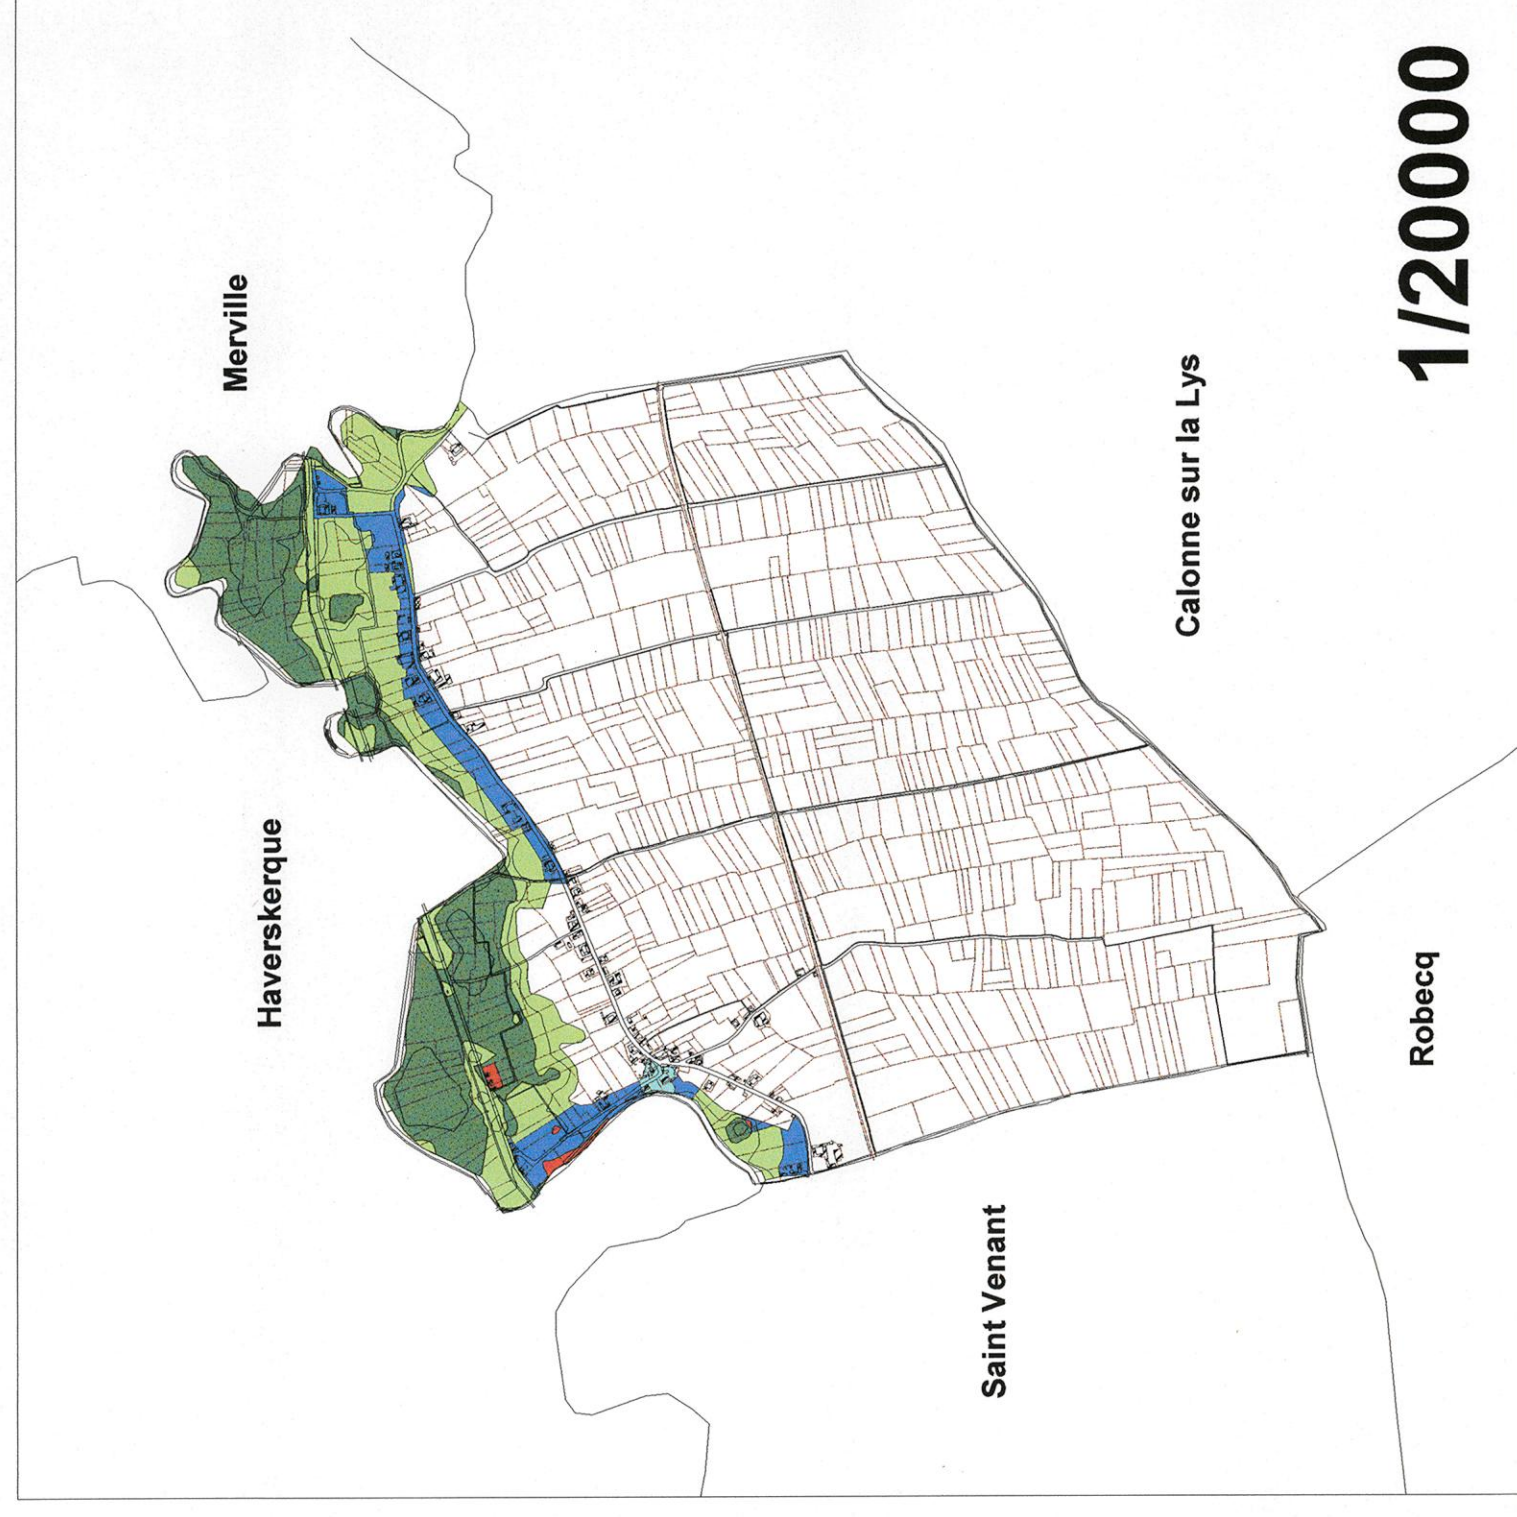 Merville
Haverskerque
Calonne sur la Lys
Saint Venant
Robecq
1/20000